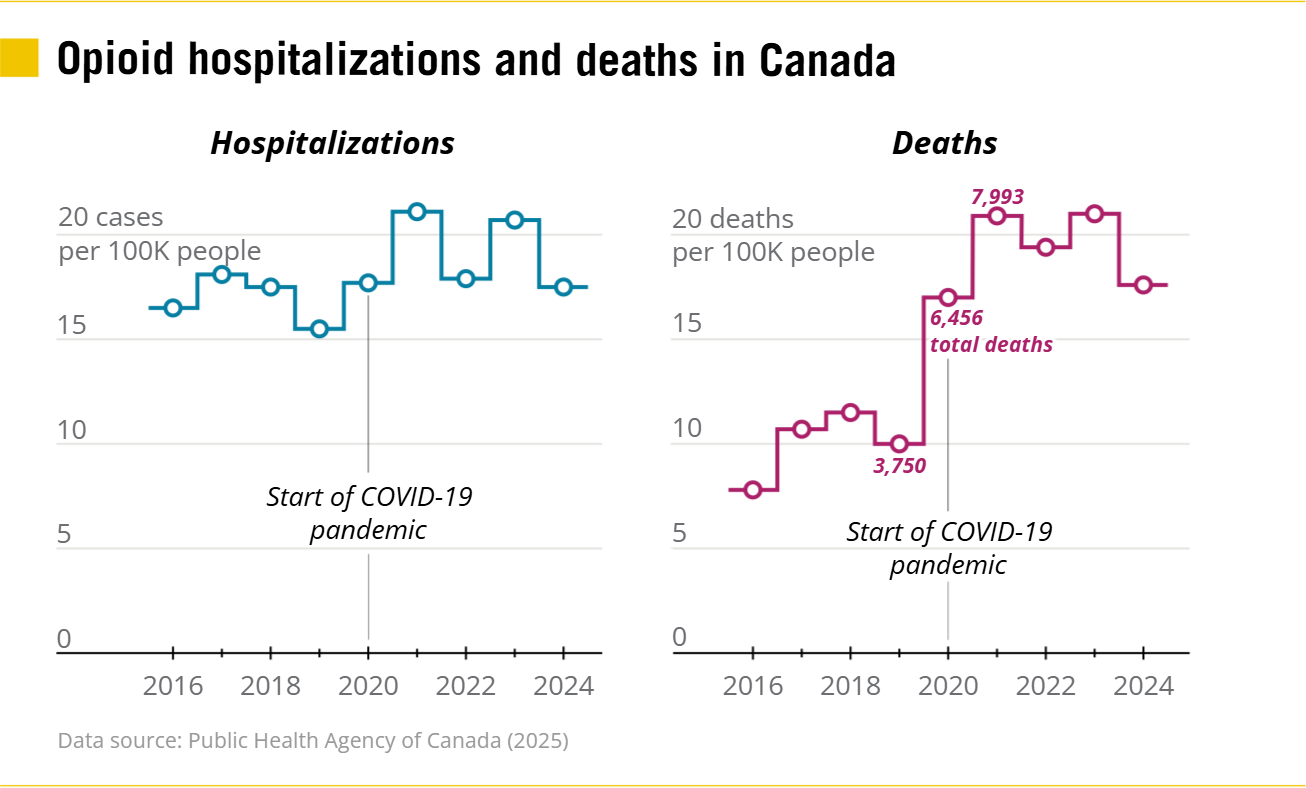 Opioid hospitalizations and deaths in Canada
Hospitalizations
20 cases
per 100K people
15
10
5
0
Start of COVID-19
pandemic
2016 2018 2020 2022 2024
Deaths
20 deaths
per 100K people
15
10
5
0
7,993
6,456
total deaths
3,750
Start of COVID-19
pandemic
2016 2018 2020 2022 2024
Data source: Public Health Agency of Canada (2025)